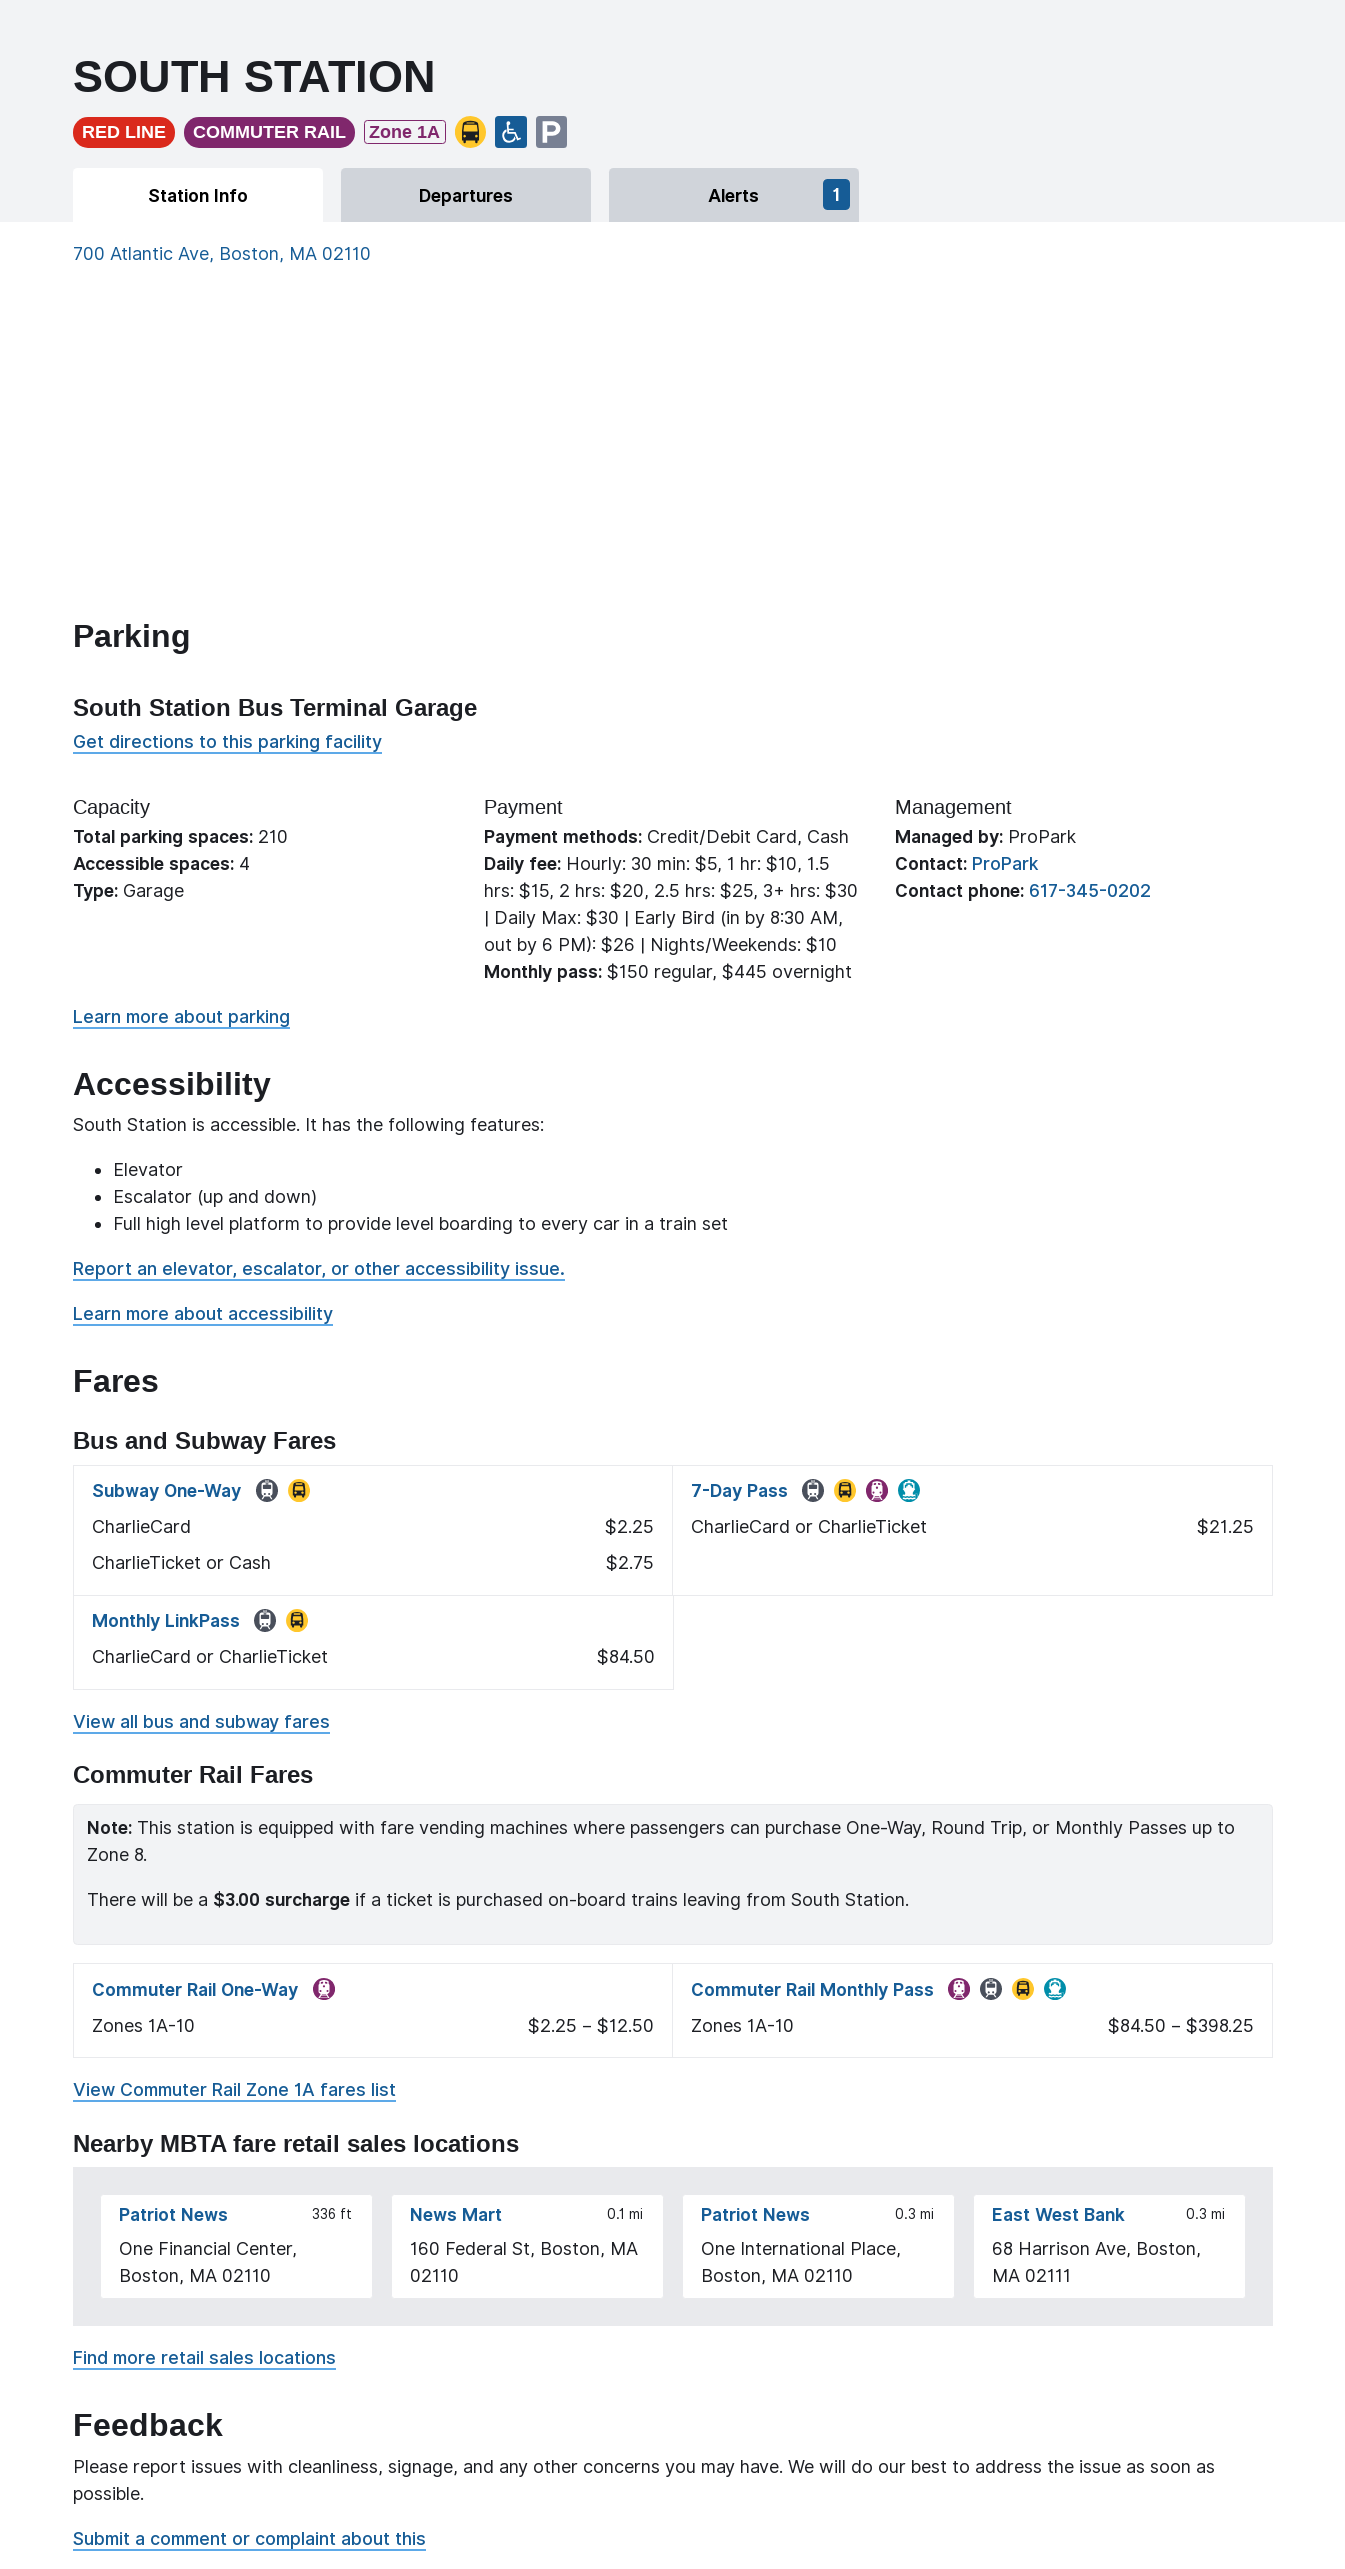 SOUTH STATION
RED LINE COMMUTER RAIL Zone 1A P
Station Info Departures Alerts 1
700 Atlantic Ave, Boston, MA 02110
Parking
South Station Bus Terminal Garage
Get directions to this parking facility
Capacity
Total parking spaces: 210
Accessible spaces: 4
Type: Garage
Payment
Payment methods: Credit/Debit Card, Cash
Daily fee: Hourly: 30 min: $5, 1 hr: $10, 1.5
hrs: $15, 2 hrs: $20, 2.5 hrs: $25, 3+ hrs: $30
| Daily Max: $30 | Early Bird (in by 8:30 AM,
out by 6 PM): $26 | Nights/Weekends: $10
Monthly pass: $150 regular, $445 overnight
Management
Managed by: ProPark
Contact: ProPark
Contact phone: 617-345-0202
Learn more about parking
Accessibility
South Station is accessible. It has the following features:
• Elevator
• Escalator (up and down)
• Full high level platform to provide level boarding to every car in a train set
Report an elevator, escalator, or other accessibility issue.
Learn more about accessibility
Fares
Bus and Subway Fares
Subway One-Way
CharlieCard $2.25
CharlieTicket or Cash $2.75
7-Day Pass
CharlieCard or CharlieTicket $21.25
Monthly LinkPass
CharlieCard or CharlieTicket $84.50
View all bus and subway fares
Commuter Rail Fares
Note: This station is equipped with fare vending machines where passengers can purchase One-Way, Round Trip, or Monthly Passes up to
Zone 8.
There will be a $3.00 surcharge if a ticket is purchased on-board trains leaving from South Station.
Commuter Rail One-Way
Zones 1A-10 $2.25 – $12.50
Commuter Rail Monthly Pass
Zones 1A-10 $84.50 – $398.25
View Commuter Rail Zone 1A fares list
Nearby MBTA fare retail sales locations
Patriot News 336 ft
One Financial Center,
Boston, MA 02110
News Mart 0.1 mi
160 Federal St, Boston, MA
02110
Patriot News 0.3 mi
One International Place,
Boston, MA 02110
East West Bank 0.3 mi
68 Harrison Ave, Boston,
MA 02111
Find more retail sales locations
Feedback
Please report issues with cleanliness, signage, and any other concerns you may have. We will do our best to address the issue as soon as
possible.
Submit a comment or complaint about this